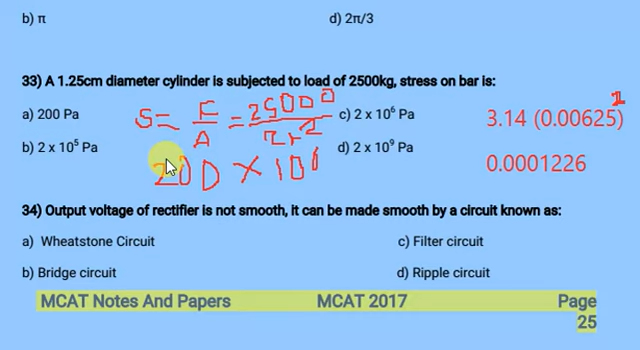 b) π
d) 2π/3
33) A 1.25cm diameter cylinder is subjected to load of 2500kg, stress on bar is:
a) 200 Pa
S = F/A = 25000/πr²
c) 2 x 10⁶ Pa
3.14 (0.00625)²
b) 2 x 10⁵ Pa
200 × 10⁶
d) 2 x 10⁹ Pa
0.0001226
34) Output voltage of rectifier is not smooth, it can be made smooth by a circuit known as:
a) Wheatstone Circuit
c) Filter circuit
b) Bridge circuit
d) Ripple circuit
MCAT Notes And Papers MCAT 2017 Page
25